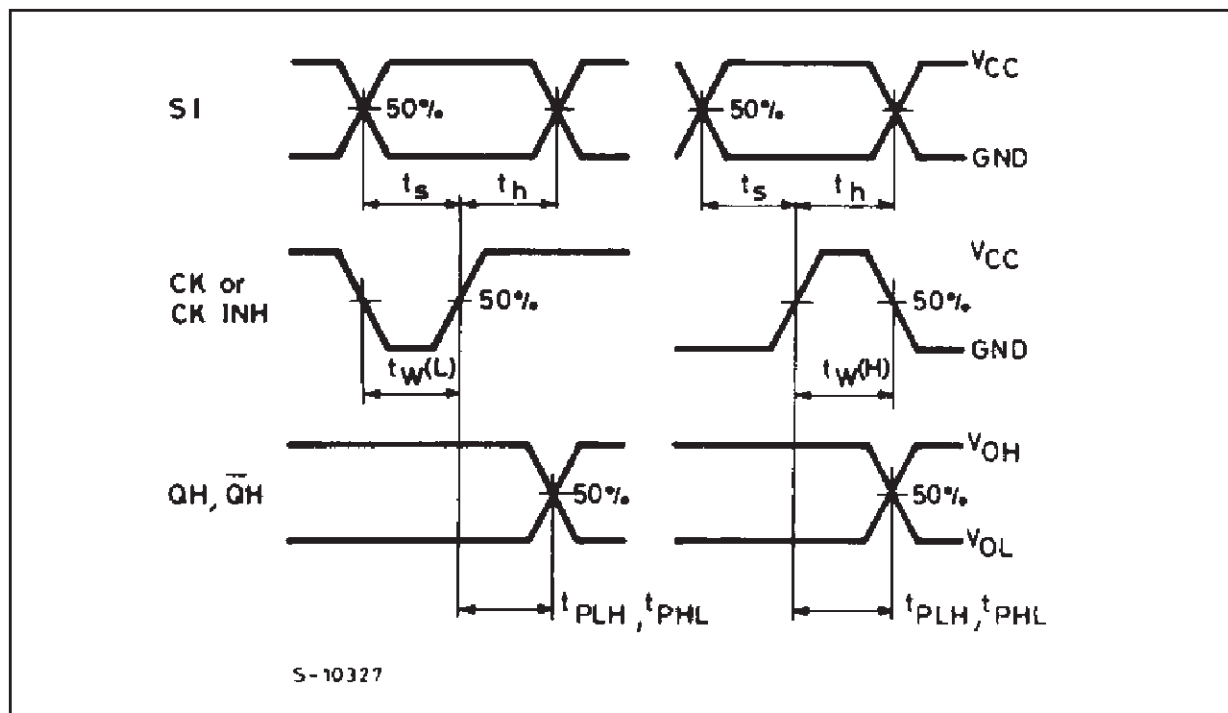 SI
50%
50%
VCC
GND
ts
th
ts
th
CK or
CK INH
50%
50%
VCC
GND
tW(L)
tW(H)
QH, Q̅H̅
50%
50%
VOH
VOL
tPLH, tPHL
tPLH, tPHL
S-10327